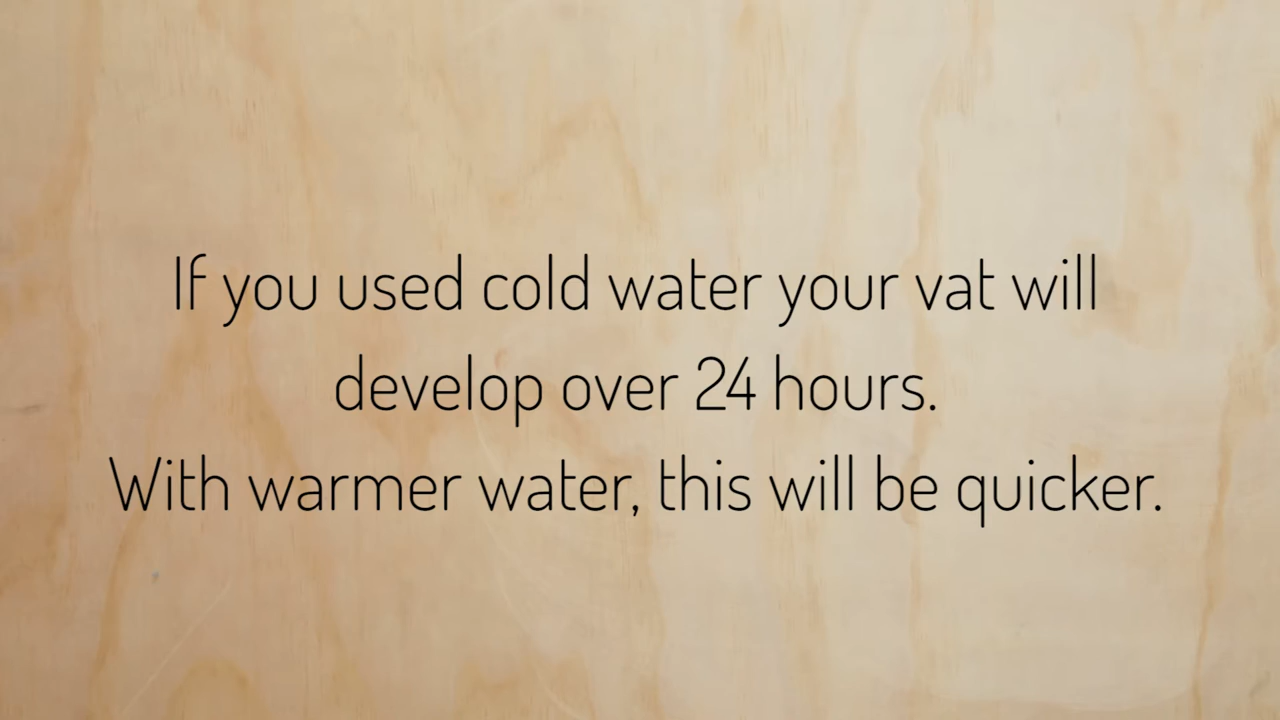 If you used cold water your vat will
develop over 24 hours.
With warmer water, this will be quicker.